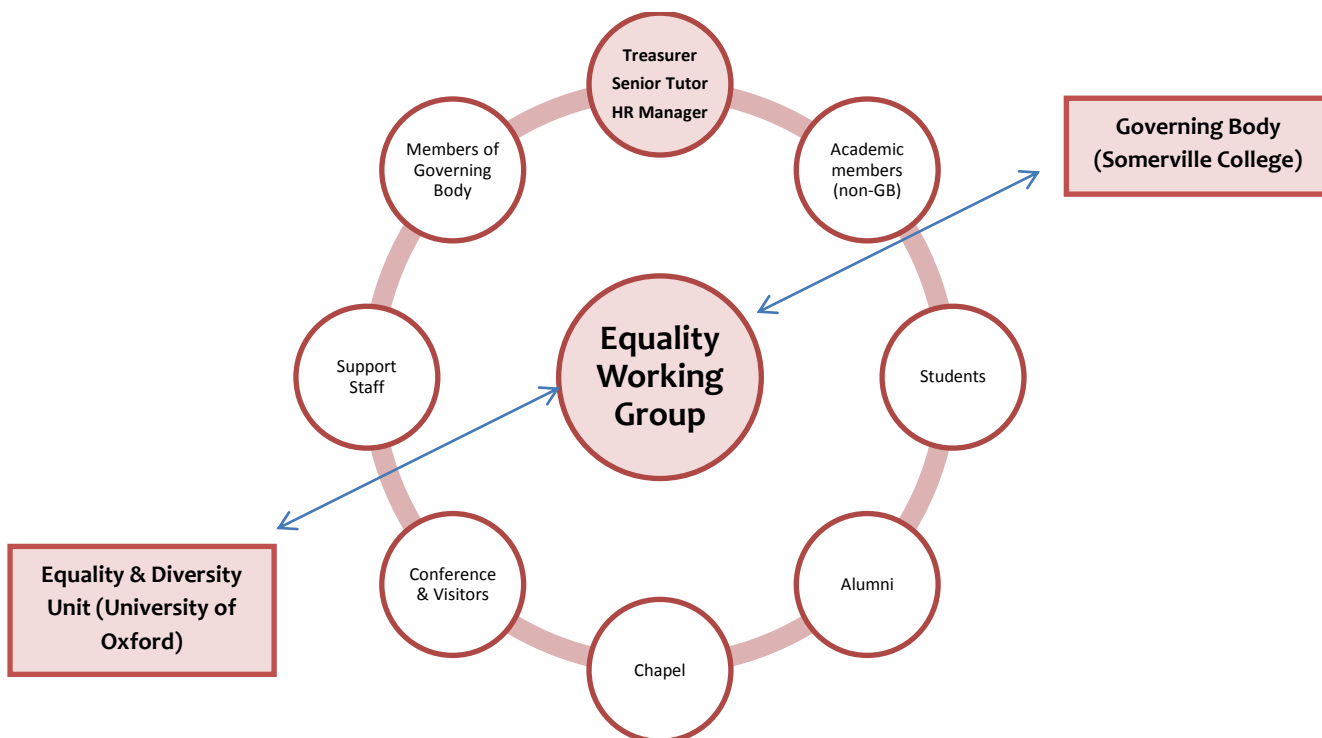 Treasurer
Senior Tutor
HR Manager
Members of
Governing
Body
Academic
members
(non-GB)
Governing Body
(Somerville College)
Equality
Working
Group
Support
Staff
Students
Equality & Diversity
Unit (University of
Oxford)
Conference
& Visitors
Alumni
Chapel